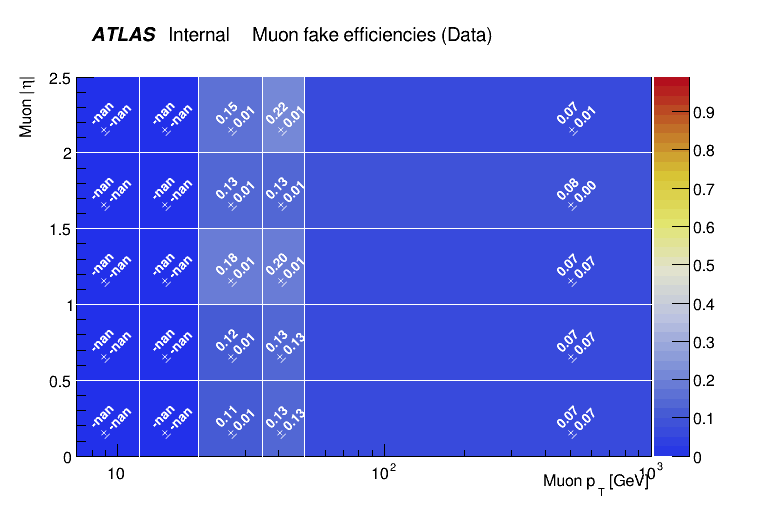 ATLAS Internal Muon fake efficiencies (Data)
Muon |η|
2.5
2
1.5
1
0.5
0
-nan ± -nan
-nan ± -nan
0.15 ± 0.01
0.22 ± 0.01
0.07 ± 0.01
-nan ± -nan
-nan ± -nan
0.13 ± 0.01
0.13 ± 0.01
0.08 ± 0.00
-nan ± -nan
-nan ± -nan
0.18 ± 0.01
0.20 ± 0.01
0.07 ± 0.07
-nan ± -nan
-nan ± -nan
0.12 ± 0.01
0.13 ± 0.13
0.07 ± 0.07
-nan ± -nan
-nan ± -nan
0.11 ± 0.01
0.13 ± 0.13
0.07 ± 0.07
10
10²
10³
Muon p_T [GeV]
0.9
0.8
0.7
0.6
0.5
0.4
0.3
0.2
0.1
0